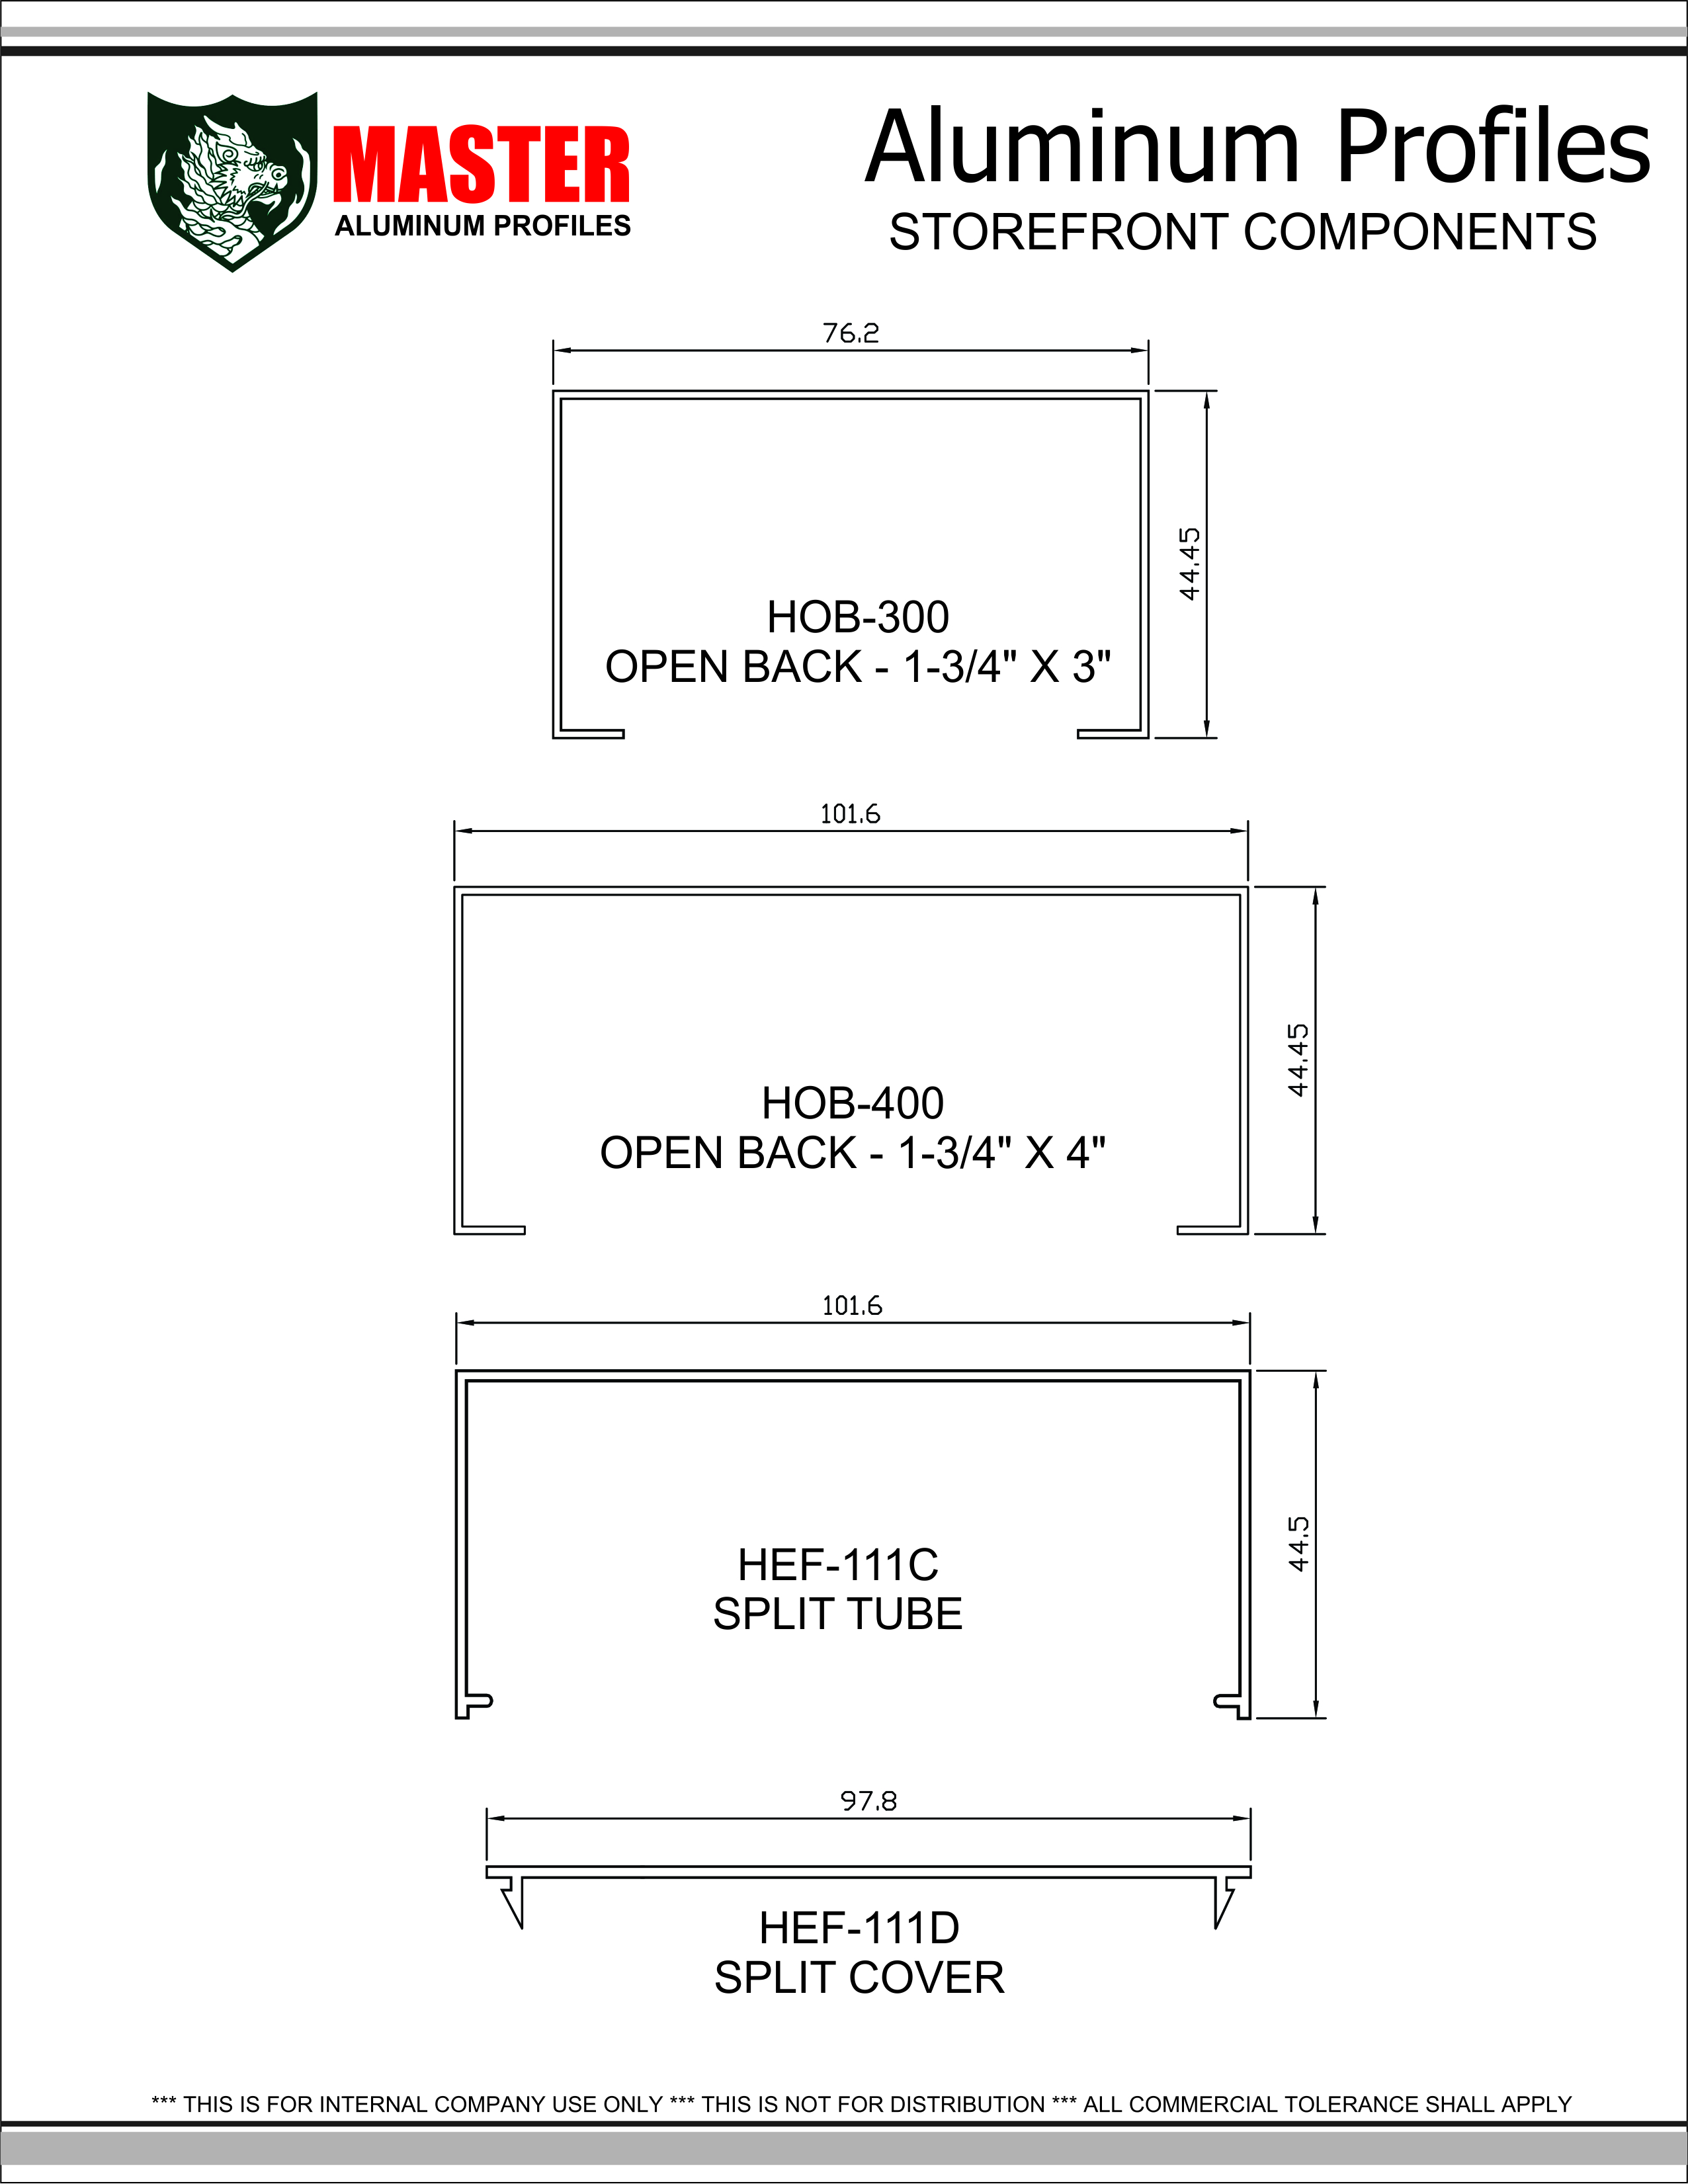 MASTER
ALUMINUM PROFILES
Aluminum Profiles
STOREFRONT COMPONENTS
76.2
44.45
HOB-300
OPEN BACK - 1-3/4" X 3"
101.6
44.45
HOB-400
OPEN BACK - 1-3/4" X 4"
101.6
44.5
HEF-111C
SPLIT TUBE
97.8
HEF-111D
SPLIT COVER
*** THIS IS FOR INTERNAL COMPANY USE ONLY *** THIS IS NOT FOR DISTRIBUTION *** ALL COMMERCIAL TOLERANCE SHALL APPLY